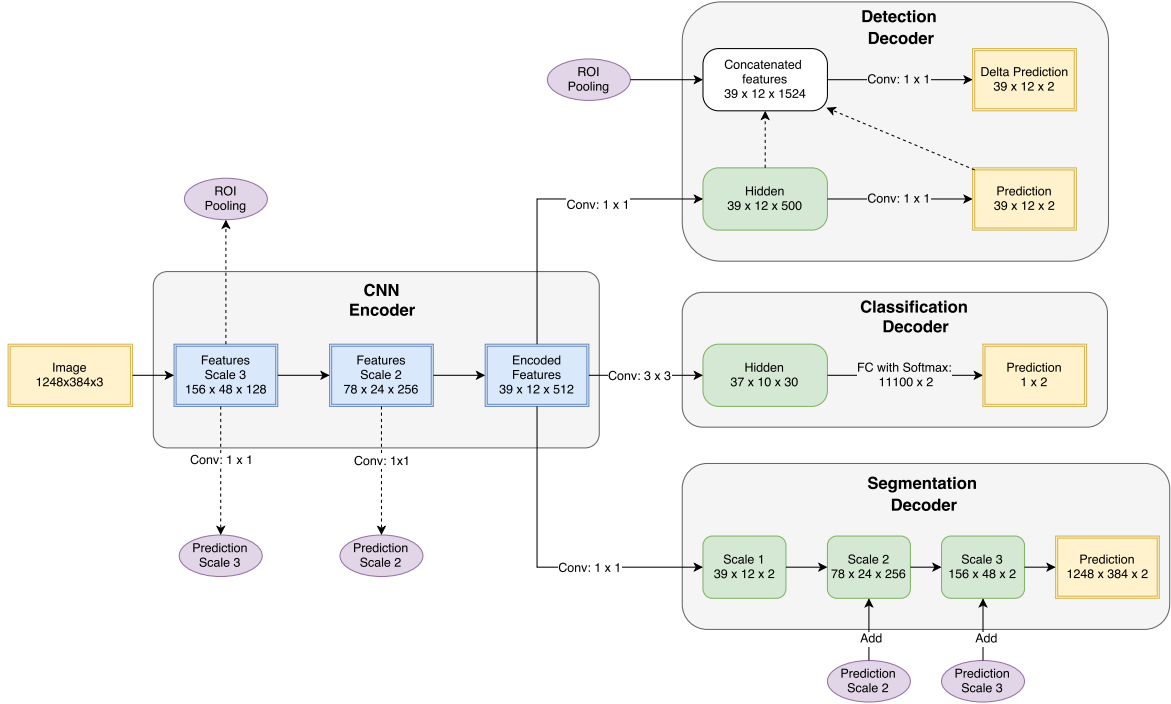 Detection
Decoder
ROI
Pooling
Concatenated
features
39 x 12 x 1524
Conv: 1 x 1
Delta Prediction
39 x 12 x 2
ROI
Pooling
Conv: 1 x 1
Hidden
39 x 12 x 500
Conv: 1 x 1
Prediction
39 x 12 x 2
CNN
Encoder
Image
1248x384x3
Features
Scale 3
156 x 48 x 128
Features
Scale 2
78 x 24 x 256
Encoded
Features
39 x 12 x 512
Conv: 1 x 1
Conv: 1x1
Prediction
Scale 3
Prediction
Scale 2
Classification
Decoder
Conv: 3 x 3
Hidden
37 x 10 x 30
FC with Softmax:
11100 x 2
Prediction
1 x 2
Segmentation
Decoder
Conv: 1 x 1
Scale 1
39 x 12 x 2
Scale 2
78 x 24 x 256
Scale 3
156 x 48 x 2
Prediction
1248 x 384 x 2
Add
Add
Prediction
Scale 2
Prediction
Scale 3